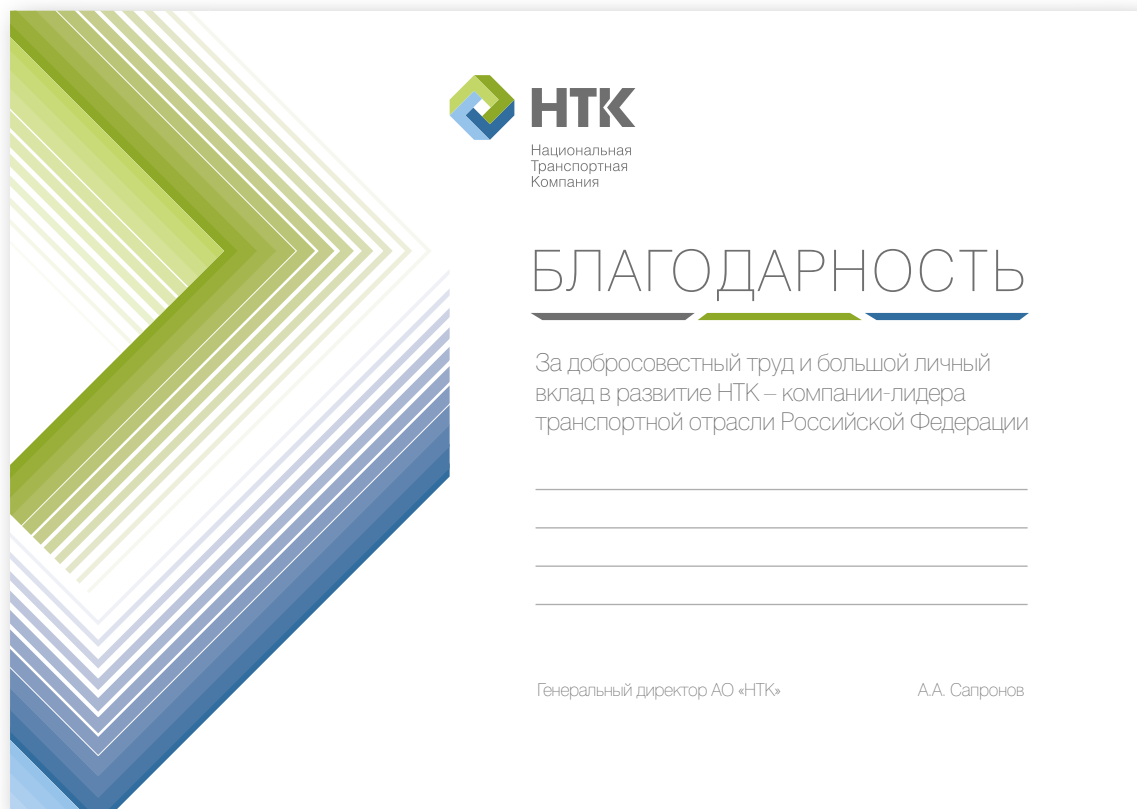 НТК
Национальная
Транспортная
Компания
БЛАГОДАРНОСТЬ
За добросовестный труд и большой личный
вклад в развитие НТК – компании-лидера
транспортной отрасли Российской Федерации
Генеральный директор АО «НТК» А.А. Сапронов